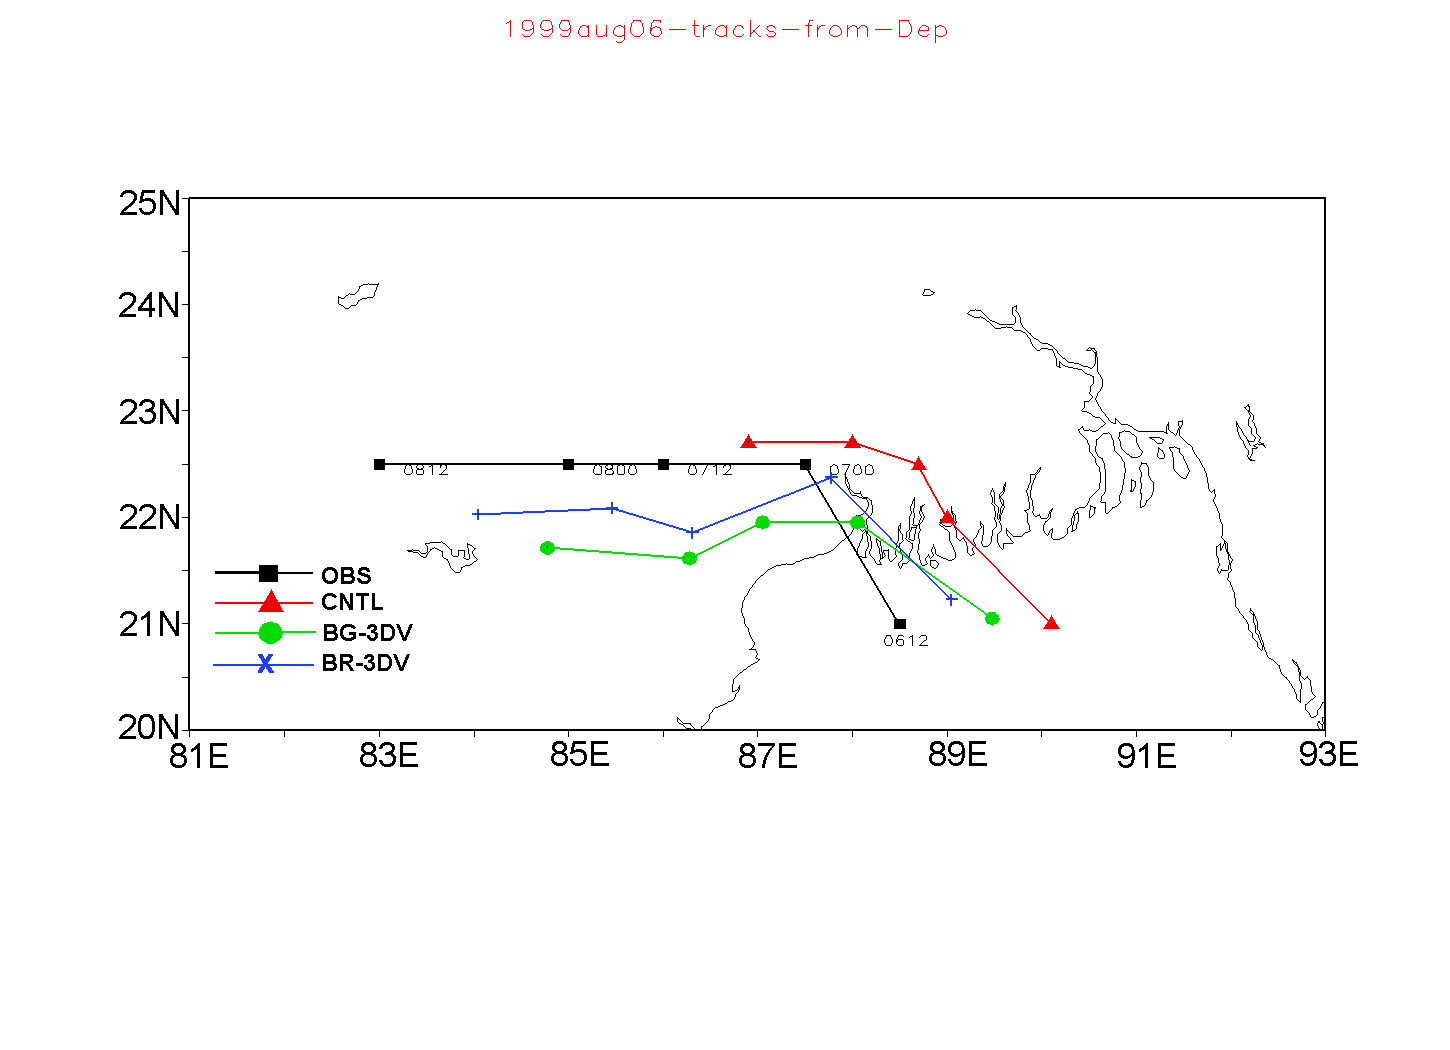 1999aug06-tracks-from-Dep
25N
24N
23N
22N
21N
20N
0812
0800
0712
0700
0612
OBS
CNTL
BG-3DV
BR-3DV
81E
83E
85E
87E
89E
91E
93E